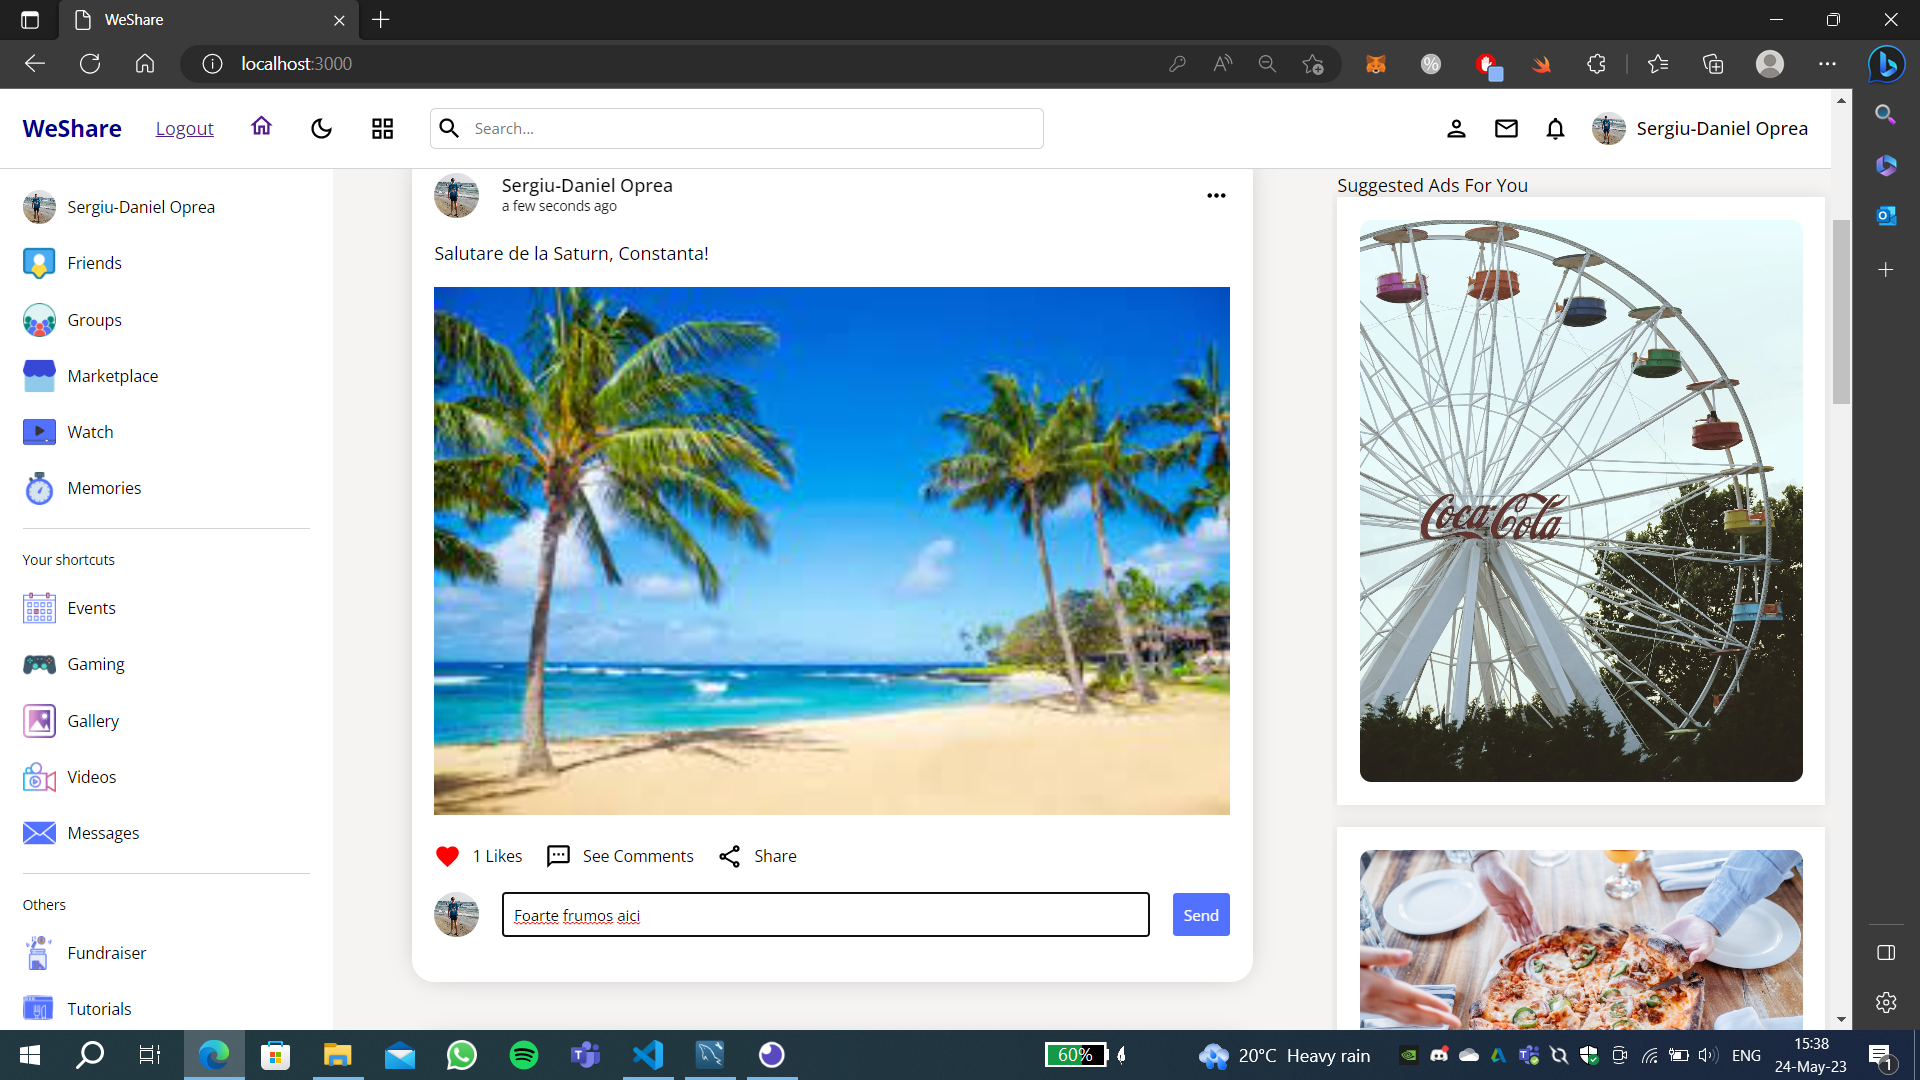 WeShare
localhost:3000
WeShare
Logout
Search...
Sergiu-Daniel Oprea
Sergiu-Daniel Oprea
Friends
Groups
Marketplace
Watch
Memories
Your shortcuts
Events
Gaming
Gallery
Videos
Messages
Others
Fundraiser
Tutorials
Sergiu-Daniel Oprea
a few seconds ago
Salutare de la Saturn, Constanta!
1 Likes
See Comments
Share
Foarte frumos aici
Send
Suggested Ads For You
Coca-Cola
60%
20°C Heavy rain
ENG
15:38
24-May-23
1